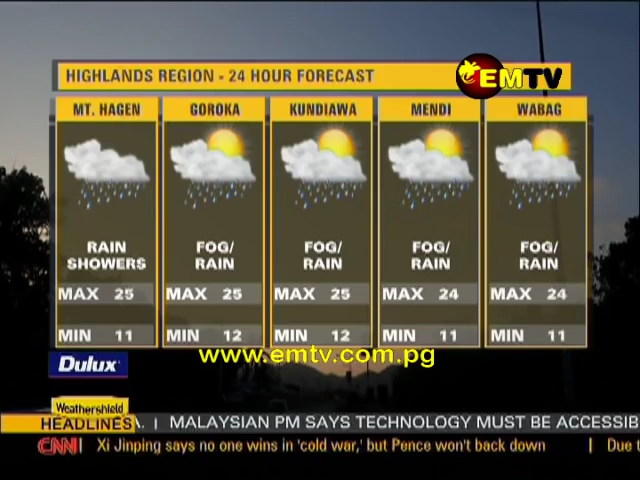 HIGHLANDS REGION - 24 HOUR FORECAST
EMTV
MT. HAGEN GOROKA KUNDIAWA MENDI WABAG
RAIN SHOWERS FOG/ RAIN FOG/ RAIN FOG/ RAIN FOG/ RAIN
MAX 25 MAX 25 MAX 25 MAX 24 MAX 24
MIN 11 MIN 12 MIN 12 MIN 11 MIN 11
www.emtv.com.pg
Dulux
Weathershield
HEADLINES A. | MALAYSIAN PM SAYS TECHNOLOGY MUST BE ACCESSIB
CNN Xi Jinping says no one wins in 'cold war,' but Pence won't back down | Due t